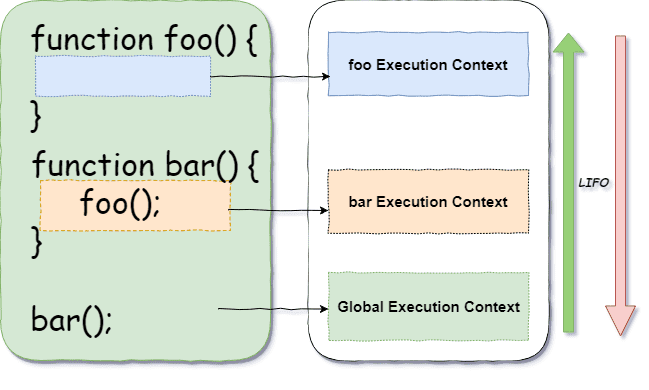 function foo() {
}
function bar() {
foo();
}
bar();
foo Execution Context
bar Execution Context
Global Execution Context
LIFO